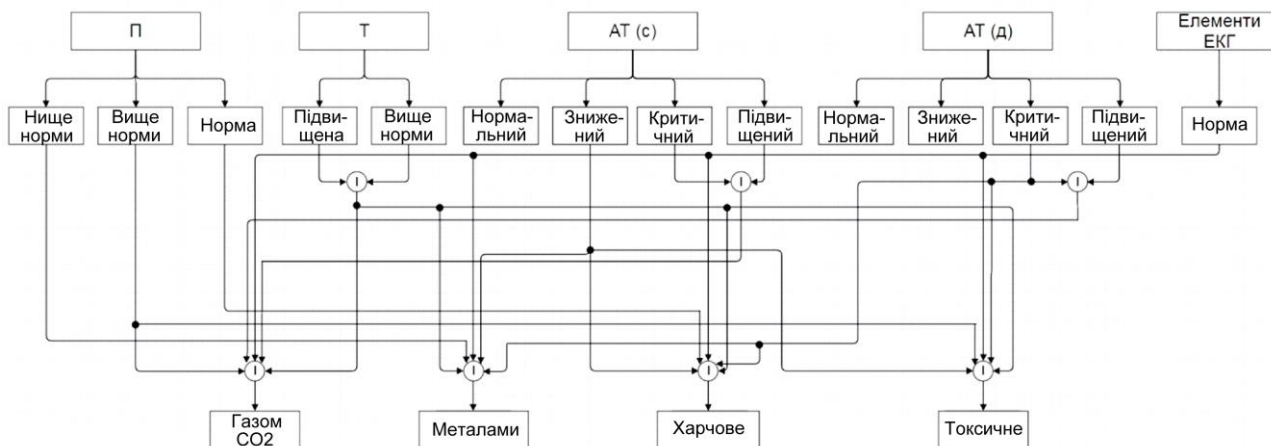 П
Т
АТ (с)
АТ (д)
Елементи
ЕКГ
Нище
норми
Вище
норми
Норма
Підви-
щена
Вище
норми
Норма-
льний
Зниже-
ний
Крити-
чний
Підви-
щений
Норма-
льний
Зниже-
ний
Крити-
чний
Підви-
щений
Норма
І
І
І
І
І
І
І
Газом
СО2
Металами
Харчове
Токсичне